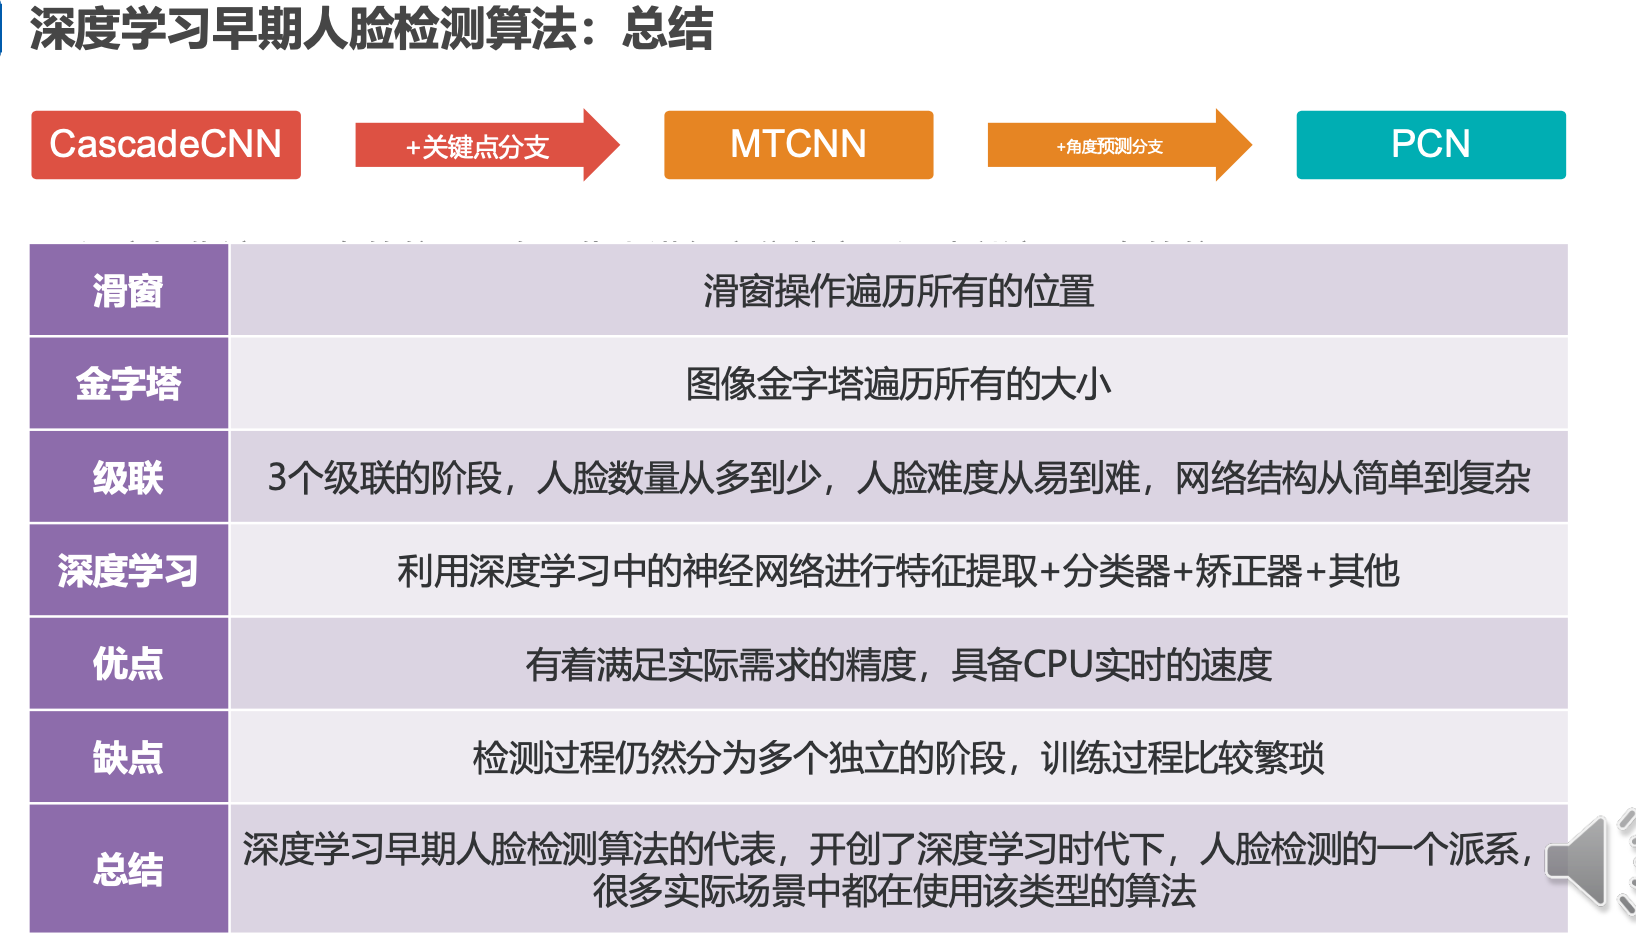 深度学习早期人脸检测算法：总结
CascadeCNN
+关键点分支
MTCNN
+角度预测分支
PCN
滑窗
滑窗操作遍历所有的位置
金字塔
图像金字塔遍历所有的大小
级联
3个级联的阶段，人脸数量从多到少，人脸难度从易到难，网络结构从简单到复杂
深度学习
利用深度学习中的神经网络进行特征提取+分类器+矫正器+其他
优点
有着满足实际需求的精度，具备CPU实时的速度
缺点
检测过程仍然分为多个独立的阶段，训练过程比较繁琐
总结
深度学习早期人脸检测算法的代表，开创了深度学习时代下，人脸检测的一个派系，
很多实际场景中都在使用该类型的算法